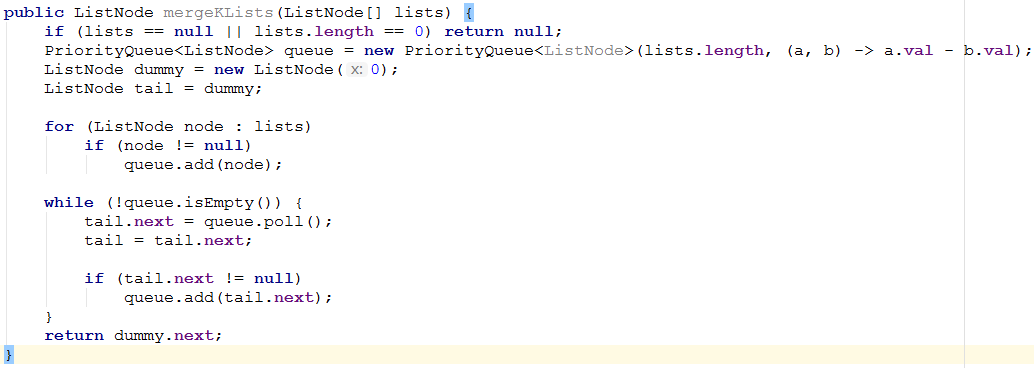 public ListNode mergeKLists(ListNode[] lists) {
    if (lists == null || lists.length == 0) return null;
    PriorityQueue<ListNode> queue = new PriorityQueue<ListNode>(lists.length, (a, b) -> a.val - b.val);
    ListNode dummy = new ListNode( x: 0);
    ListNode tail = dummy;

    for (ListNode node : lists)
        if (node != null)
            queue.add(node);

    while (!queue.isEmpty()) {
        tail.next = queue.poll();
        tail = tail.next;

        if (tail.next != null)
            queue.add(tail.next);
    }
    return dummy.next;
}